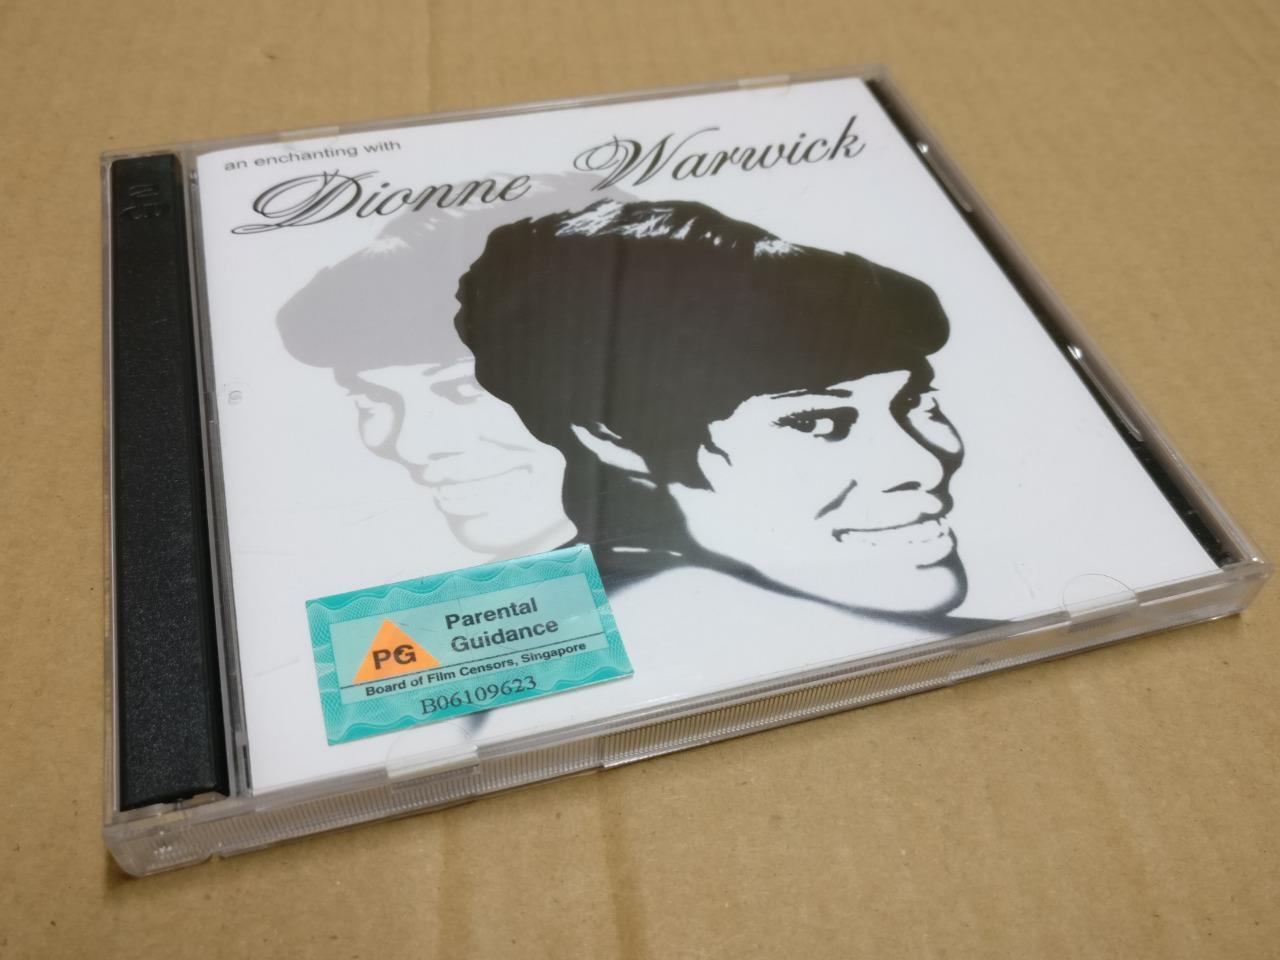 an enchanting with
Dionne Warwick
Parental
Guidance
PG
Board of Film Censors, Singapore
B06109623